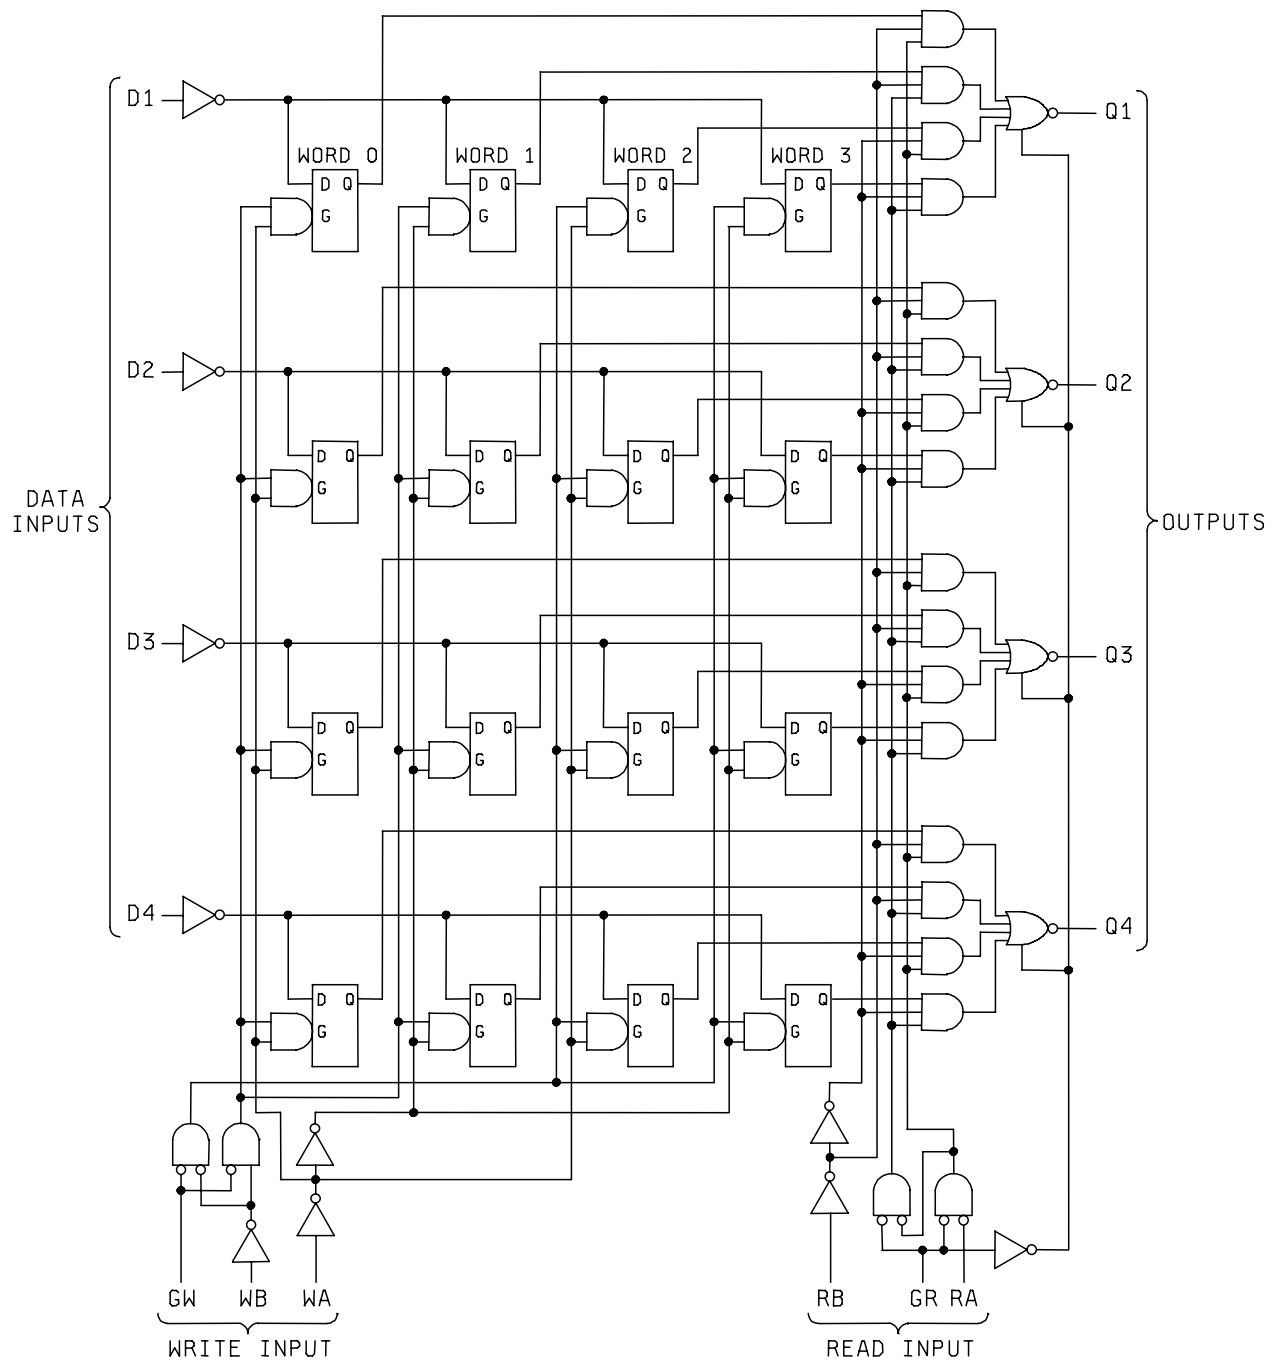 D1
Q1
WORD 0 WORD 1 WORD 2 WORD 3
D Q D Q D Q D Q
G G G G
D2
Q2
D Q D Q D Q D Q
G G G G
DATA
INPUTS
OUTPUTS
D3
Q3
D Q D Q D Q D Q
G G G G
D4
Q4
D Q D Q D Q D Q
G G G G
GW WB WA RB GR RA
WRITE INPUT READ INPUT